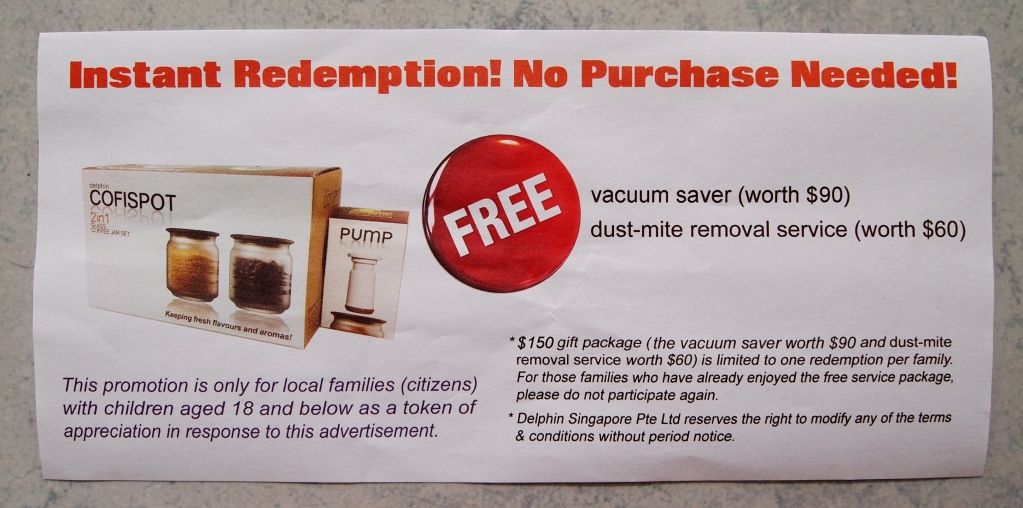 Instant Redemption! No Purchase Needed!
delphin
COFISPOT
2in1
GLASS
COFFEE JAR SET
Keeping fresh flavours and aromas!
PUMP
FREE
vacuum saver (worth $90)
dust-mite removal service (worth $60)
This promotion is only for local families (citizens)
with children aged 18 and below as a token of
appreciation in response to this advertisement.
* $150 gift package (the vacuum saver worth $90 and dust-mite
removal service worth $60) is limited to one redemption per family.
For those families who have already enjoyed the free service package,
please do not participate again.
* Delphin Singapore Pte Ltd reserves the right to modify any of the terms
& conditions without period notice.